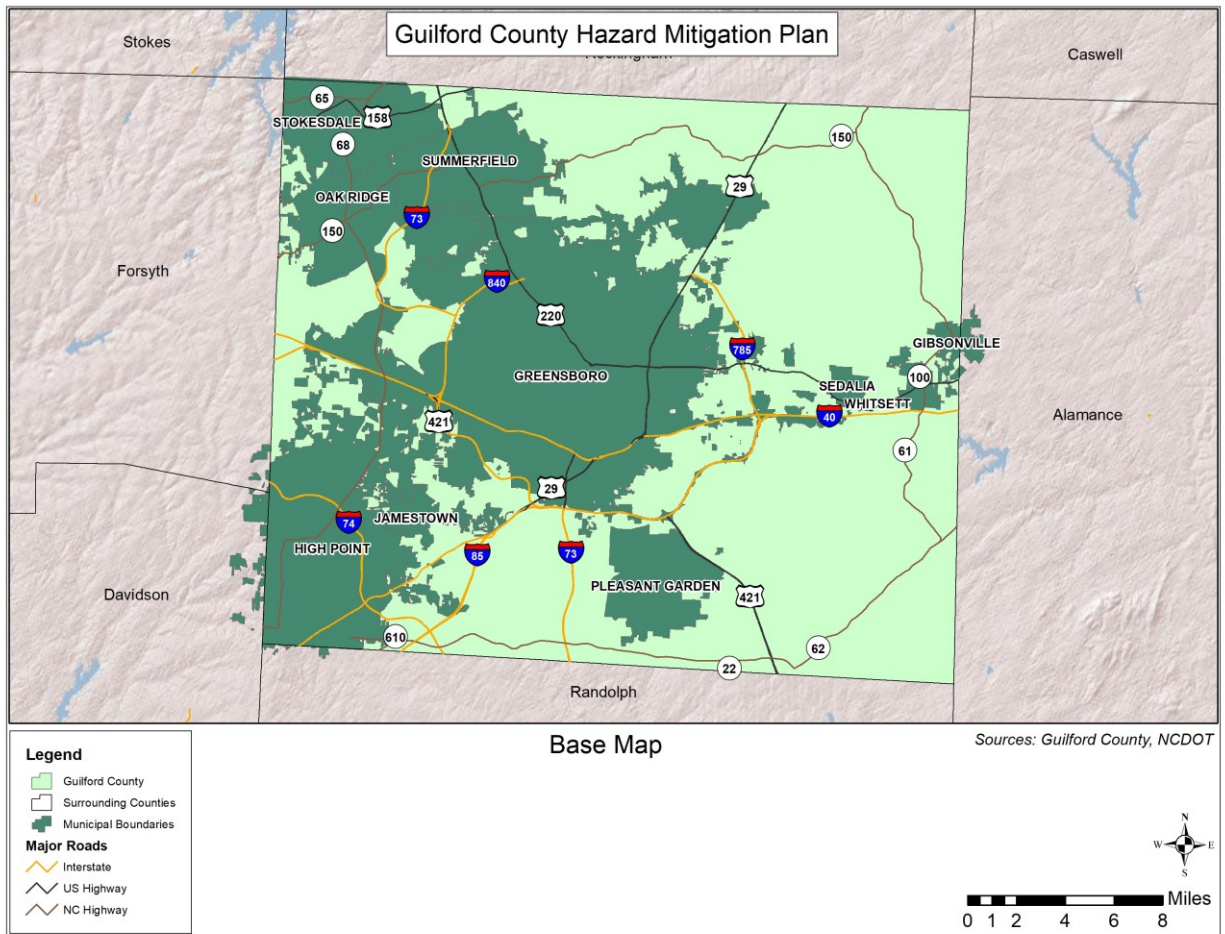 Guilford County Hazard Mitigation Plan
Stokes
Caswell
65
158
STOKESDALE
68
150
SUMMERFIELD
29
OAK RIDGE
73
150
Forsyth
840
220
GIBSONVILLE
785
GREENSBORO
100
SEDALIA
WHITSETT
421
40
Alamance
61
29
74
JAMESTOWN
HIGH POINT
85
73
PLEASANT GARDEN
Davidson
421
610
62
22
Randolph
Base Map
Sources: Guilford County, NCDOT
Legend
Guilford County
Surrounding Counties
Municipal Boundaries
Major Roads
Interstate
US Highway
NC Highway
N
W E
S
Miles
0 1 2 4 6 8